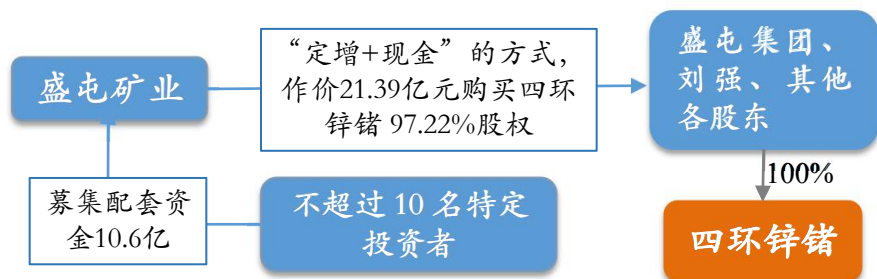 盛屯矿业
“定增+现金”的方式，
作价21.39亿元购买四环
锌锗 97.22%股权
盛屯集团、
刘强、其他
各股东
100%
募集配套资
金10.6亿
不超过 10 名特定
投资者
四环锌锗